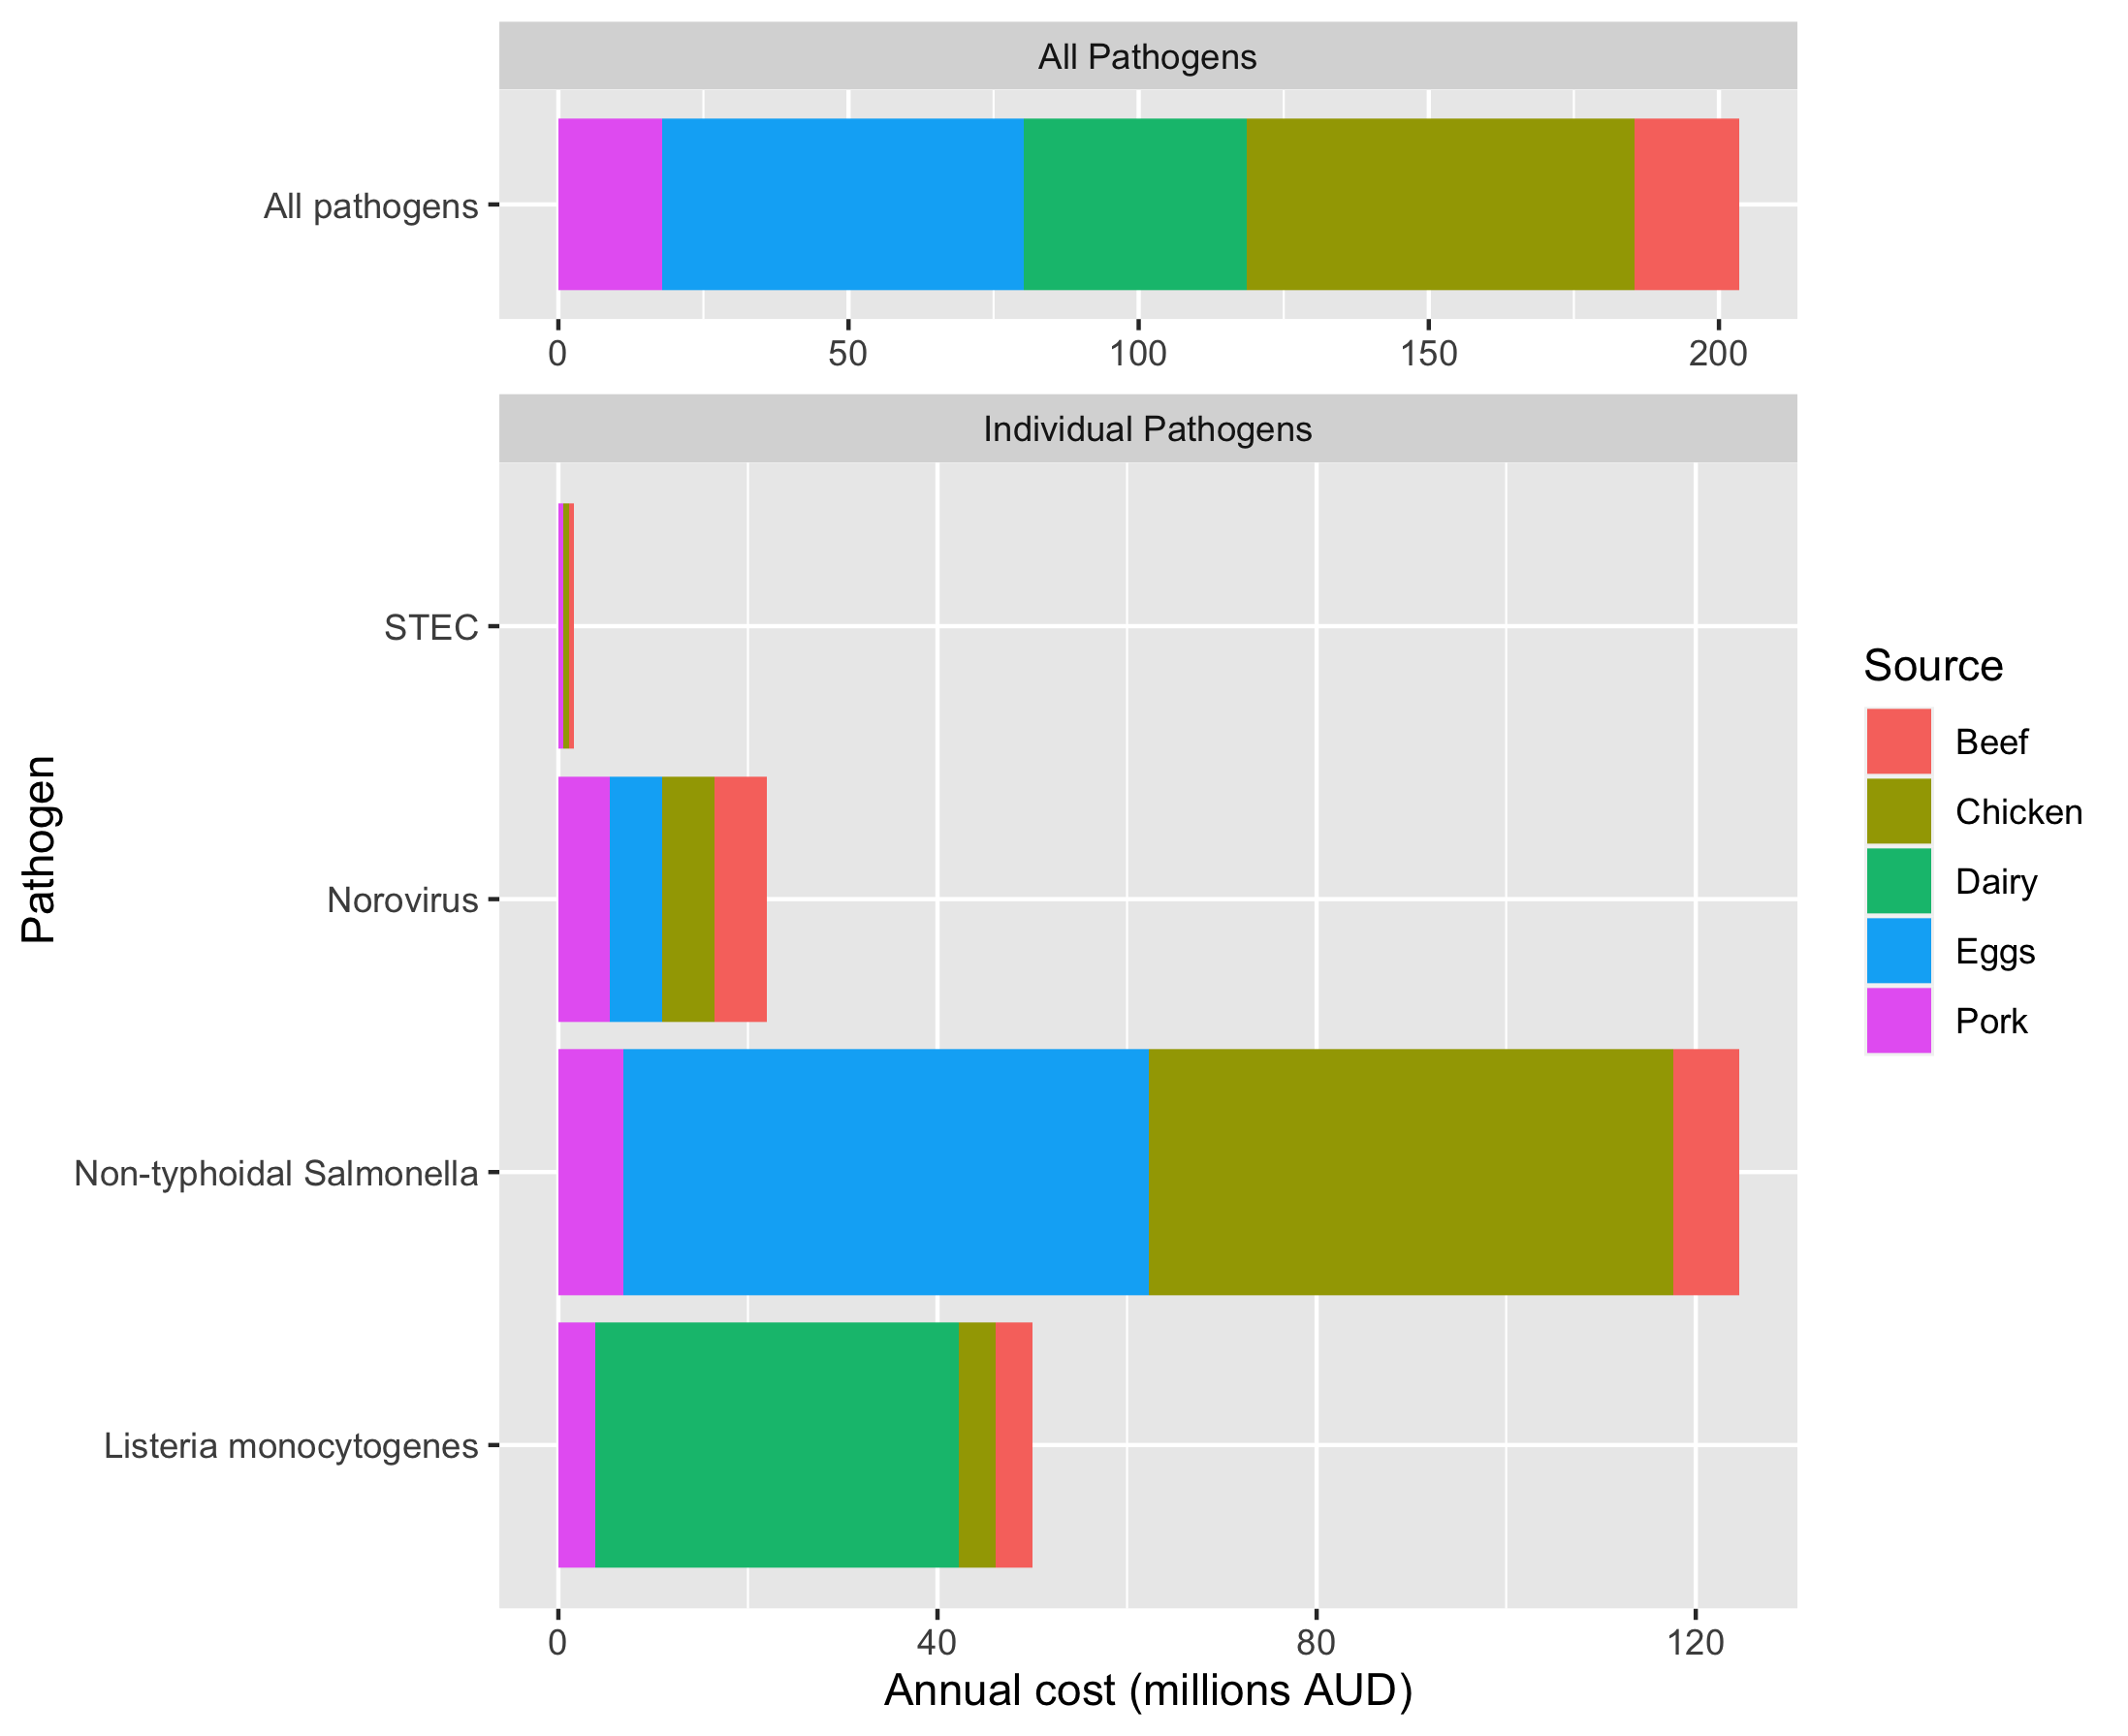 All Pathogens
All pathogens
0 50 100 150 200
Individual Pathogens
STEC
Norovirus
Non-typhoidal Salmonella
Listeria monocytogenes
0 40 80 120
Annual cost (millions AUD)
Pathogen
Source
Beef
Chicken
Dairy
Eggs
Pork